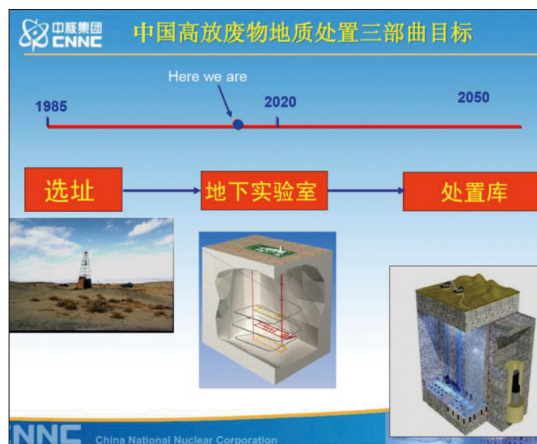 中核集团
CNNC
中国高放废物地质处置三部曲目标
Here we are
1985
2020
2050
选址
地下实验室
处置库
CNNC China National Nuclear Corporation